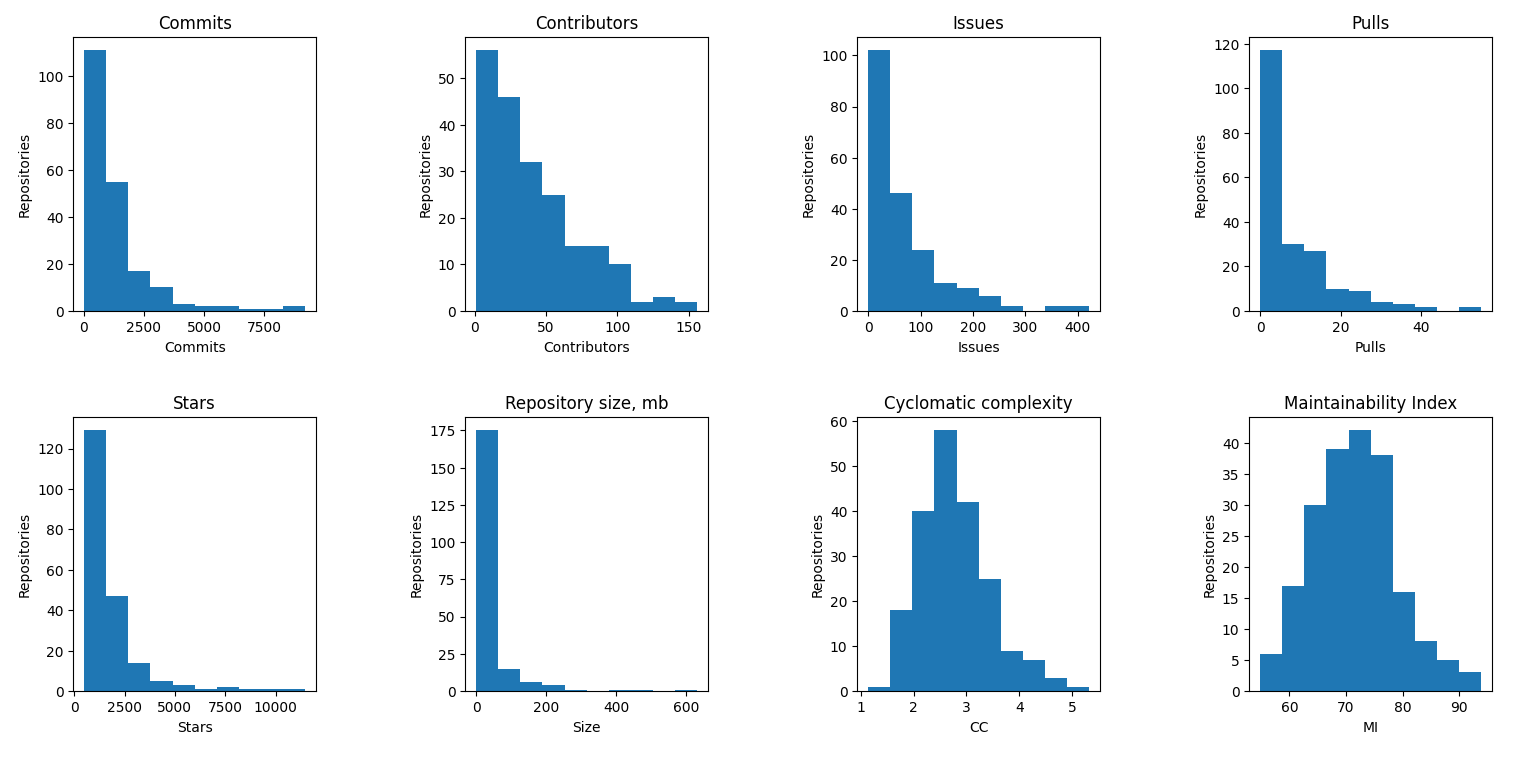 Commits
Repositories
100
80
60
40
20
0
0 2500 5000 7500
Commits
Contributors
Repositories
50
40
30
20
10
0
0 50 100 150
Contributors
Issues
Repositories
100
80
60
40
20
0
0 100 200 300 400
Issues
Pulls
Repositories
120
100
80
60
40
20
0
0 20 40
Pulls
Stars
Repositories
120
100
80
60
40
20
0
0 2500 5000 7500 10000
Stars
Repository size, mb
Repositories
175
150
125
100
75
50
25
0
0 200 400 600
Size
Cyclomatic complexity
Repositories
60
50
40
30
20
10
0
1 2 3 4 5
CC
Maintainability Index
Repositories
40
35
30
25
20
15
10
5
0
60 70 80 90
MI